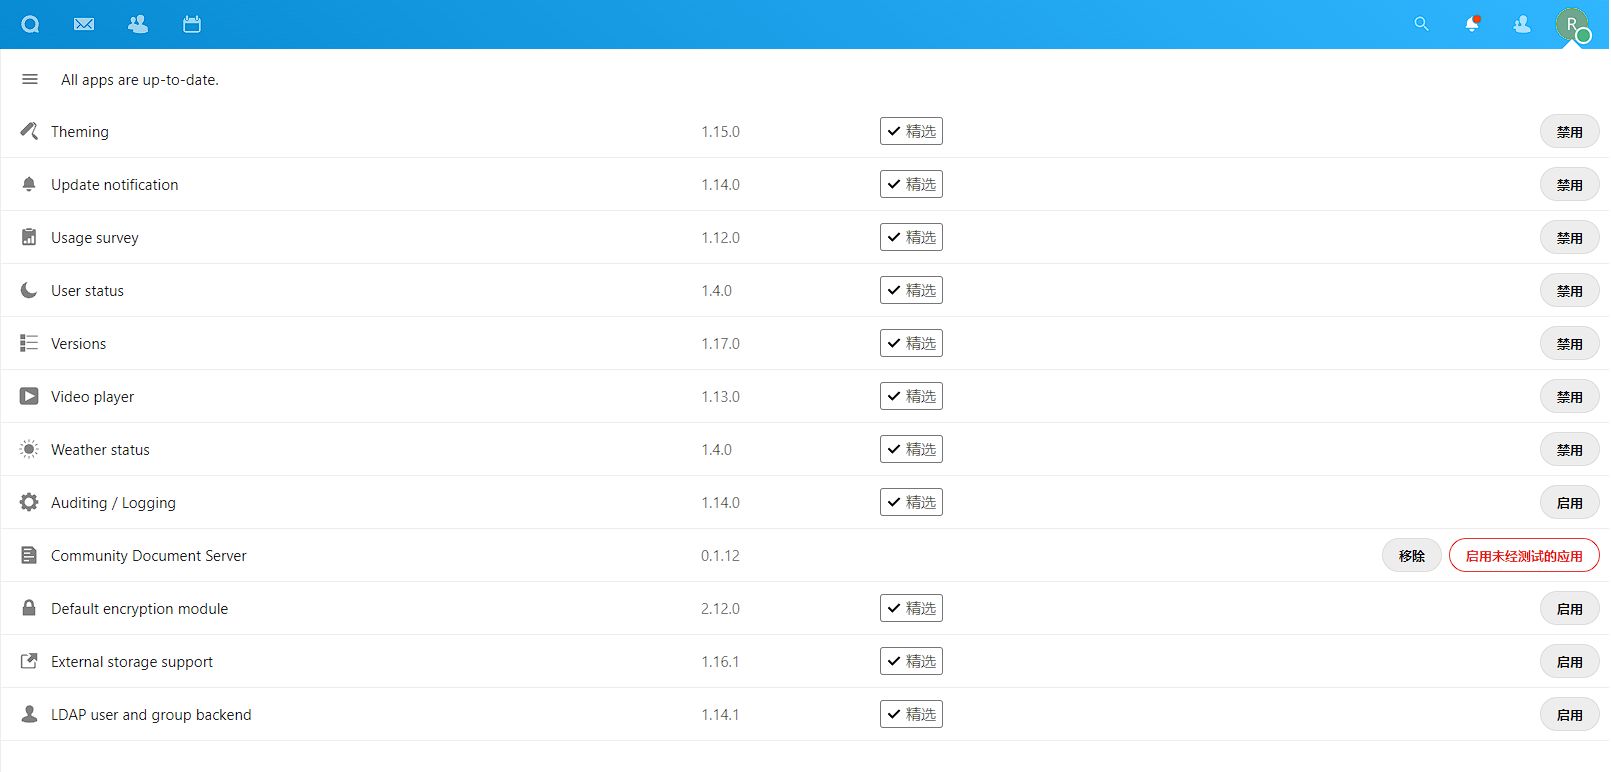 R
All apps are up-to-date.
Theming 1.15.0 精选 禁用
Update notification 1.14.0 精选 禁用
Usage survey 1.12.0 精选 禁用
User status 1.4.0 精选 禁用
Versions 1.17.0 精选 禁用
Video player 1.13.0 精选 禁用
Weather status 1.4.0 精选 禁用
Auditing / Logging 1.14.0 精选 启用
Community Document Server 0.1.12 移除 启用未经测试的应用
Default encryption module 2.12.0 精选 启用
External storage support 1.16.1 精选 启用
LDAP user and group backend 1.14.1 精选 启用